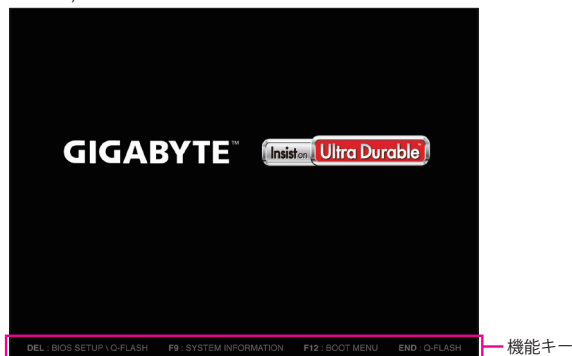 GIGABYTE™ Insist on Ultra Durable™
DEL : BIOS SETUP \ Q-FLASH F9 : SYSTEM INFORMATION F12 : BOOT MENU END : Q-FLASH
機能キー